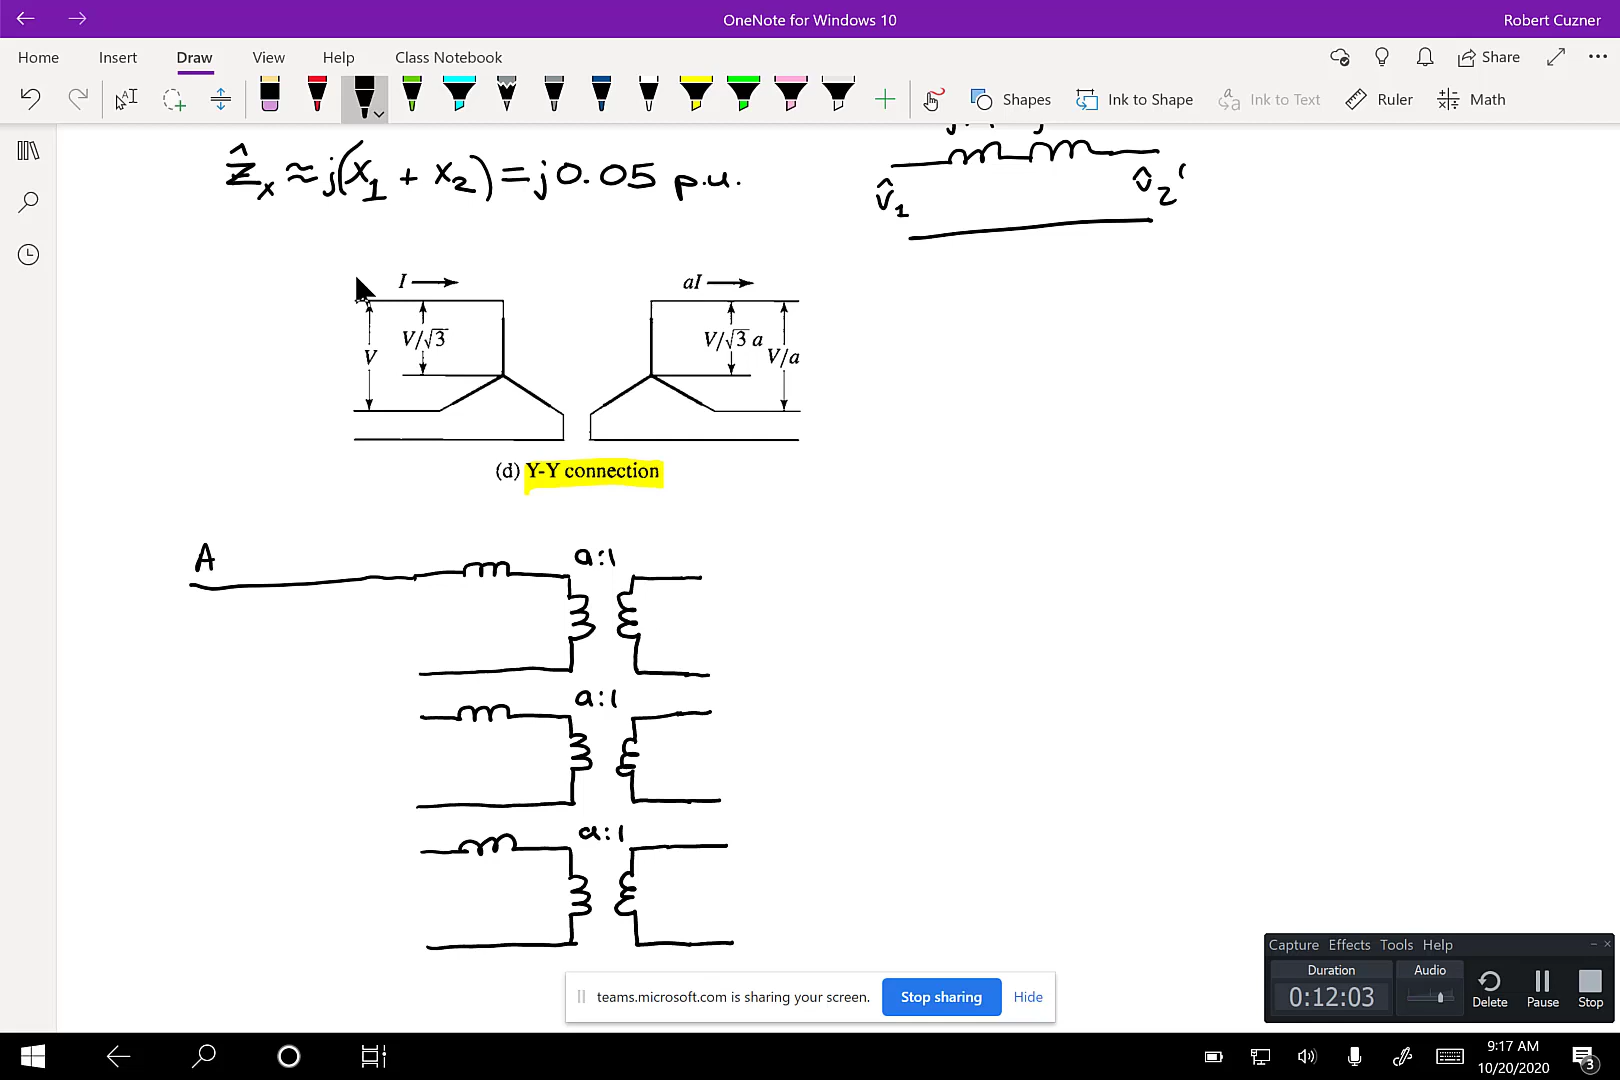 OneNote for Windows 10
Robert Cuzner
Home Insert Draw View Help Class Notebook
Share
Shapes Ink to Shape Ink to Text Ruler Math
ẑx ≈ j(x1 + x2) = j0.05 p.u.
v̂1
v̂2'
I
aI
V/√3
V
V/√3 a
V/a
(d) Y-Y connection
A
a:1
a:1
a:1
Capture Effects Tools Help
Duration
Audio
0:12:03
Delete Pause Stop
teams.microsoft.com is sharing your screen. Stop sharing Hide
9:17 AM
10/20/2020
3